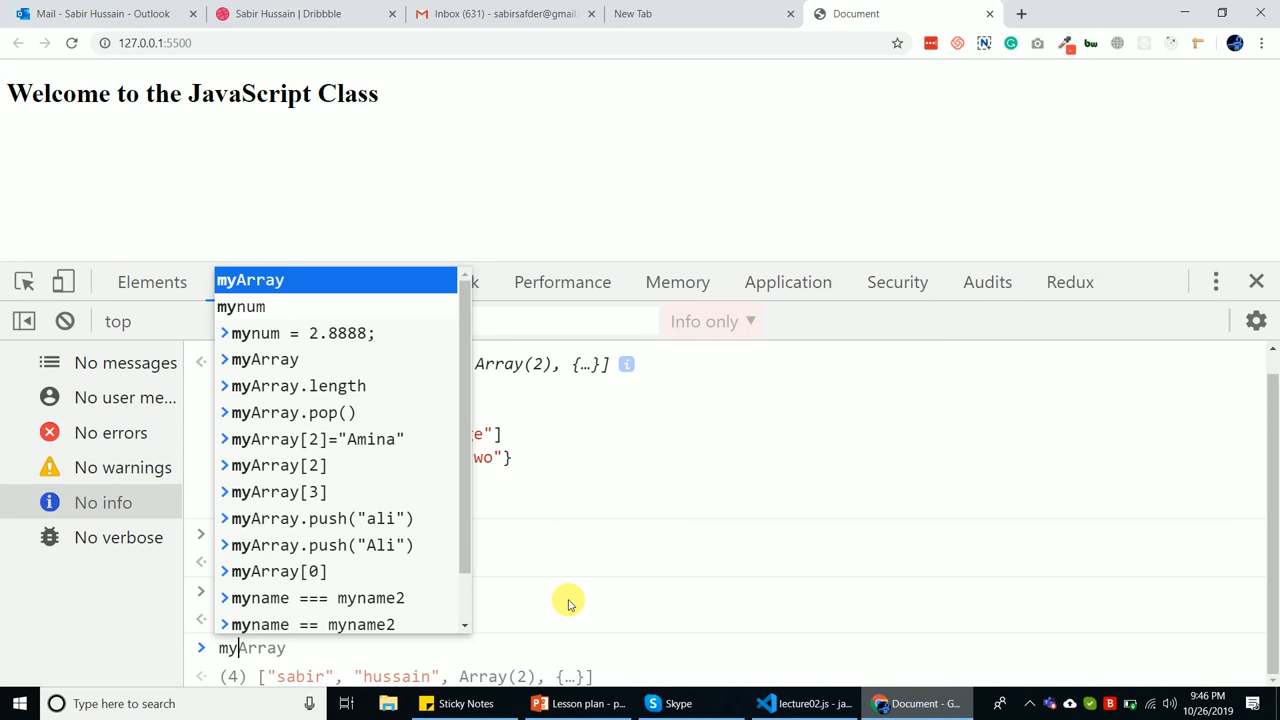 Mail - Sabir Hussain - Outlook
Sabir Hussain | Dribbble
Inbox (631) - sabirsafder@gmail.
New Tab
Document
127.0.0.1:5500
Welcome to the JavaScript Class
Elements
k
Performance
Memory
Application
Security
Audits
Redux
top
Info only ▼
No messages
No user me...
No errors
No warnings
No info
No verbose
Array(2), {…}]
e"]
wo"}
myArray
mynum
mynum = 2.8888;
myArray
myArray.length
myArray.pop()
myArray[2]="Amina"
myArray[2]
myArray[3]
myArray.push("ali")
myArray.push("Ali")
myArray[0]
myname === myname2
myname == myname2
myArray
(4) ["sabir", "hussain", Array(2), {…}]
Type here to search
Sticky Notes
Lesson plan - p...
Skype
lecture02.js - ja...
Document - G...
9:46 PM
10/26/2019